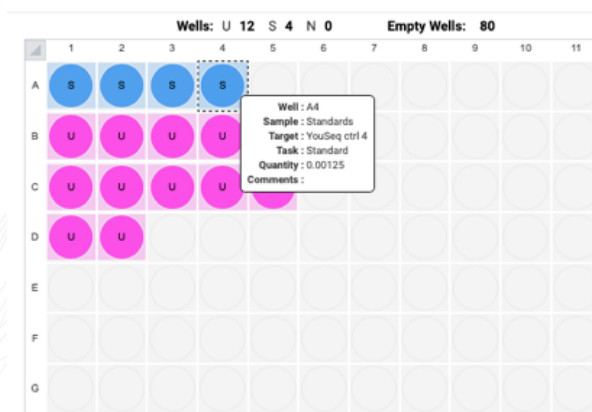 Wells: U 12 S 4 N 0 Empty Wells: 80
1 2 3 4 5 6 7 8 9 10 11
A S S S S
Well : A4
Sample : Standards
Target : YouSeq ctrl 4
Task : Standard
Quantity : 0.00125
Comments :
B U U U U
C U U U U
D U U
E
F
G